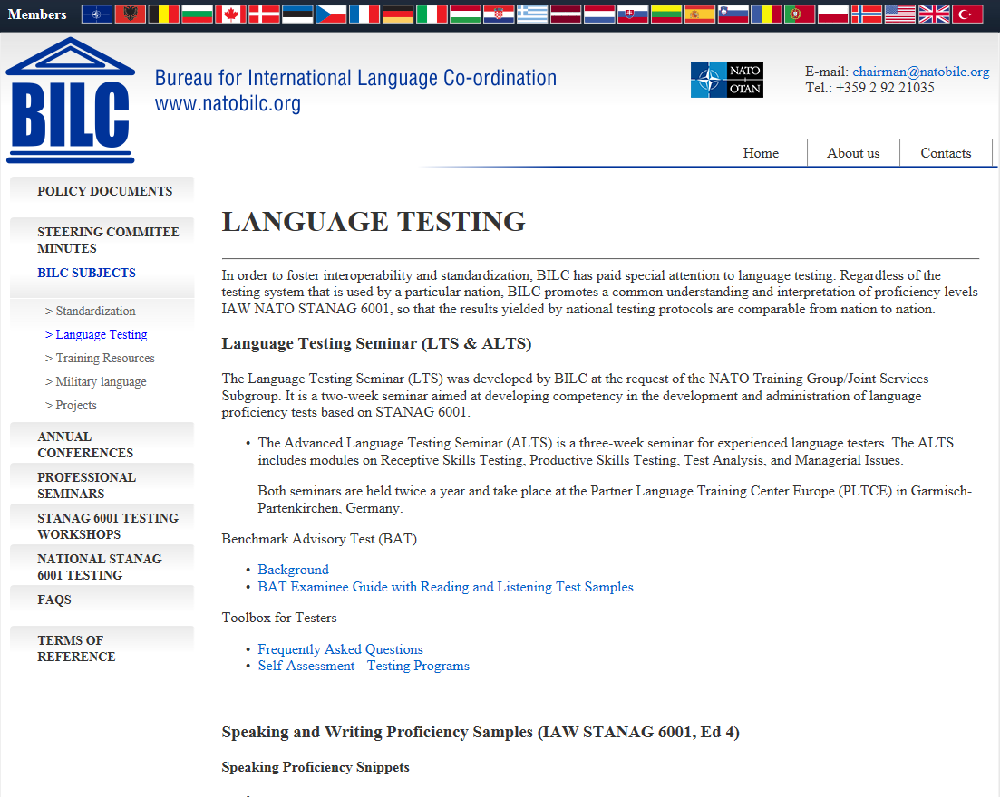 Members
BILC
Bureau for International Language Co-ordination
www.natobilc.org
NATO
OTAN
E-mail: chairman@natobilc.org
Tel.: +359 2 92 21035
Home
About us
Contacts
POLICY DOCUMENTS
STEERING COMMITEE
MINUTES
BILC SUBJECTS
> Standardization
> Language Testing
> Training Resources
> Military language
> Projects
ANNUAL
CONFERENCES
PROFESSIONAL
SEMINARS
STANAG 6001 TESTING
WORKSHOPS
NATIONAL STANAG
6001 TESTING
FAQS
TERMS OF
REFERENCE
LANGUAGE TESTING
In order to foster interoperability and standardization, BILC has paid special attention to language testing. Regardless of the
testing system that is used by a particular nation, BILC promotes a common understanding and interpretation of proficiency levels
IAW NATO STANAG 6001, so that the results yielded by national testing protocols are comparable from nation to nation.
Language Testing Seminar (LTS & ALTS)
The Language Testing Seminar (LTS) was developed by BILC at the request of the NATO Training Group/Joint Services
Subgroup. It is a two-week seminar aimed at developing competency in the development and administration of language
proficiency tests based on STANAG 6001.
• The Advanced Language Testing Seminar (ALTS) is a three-week seminar for experienced language testers. The ALTS
includes modules on Receptive Skills Testing, Productive Skills Testing, Test Analysis, and Managerial Issues.
Both seminars are held twice a year and take place at the Partner Language Training Center Europe (PLTCE) in Garmisch-
Partenkirchen, Germany.
Benchmark Advisory Test (BAT)
• Background
• BAT Examinee Guide with Reading and Listening Test Samples
Toolbox for Testers
• Frequently Asked Questions
• Self-Assessment - Testing Programs
Speaking and Writing Proficiency Samples (IAW STANAG 6001, Ed 4)
Speaking Proficiency Snippets